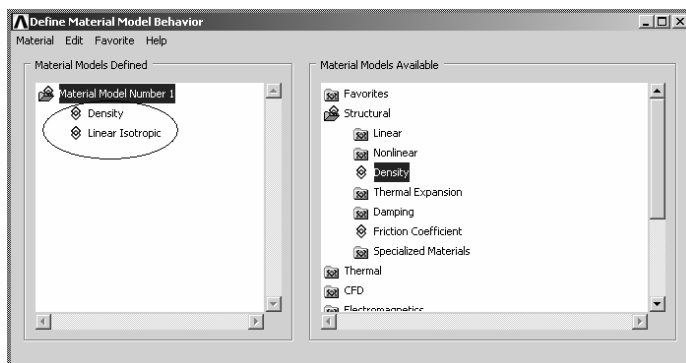 Define Material Model Behavior
Material Edit Favorite Help
Material Models Defined
Material Model Number 1
Density
Linear Isotropic
Material Models Available
Favorites
Structural
Linear
Nonlinear
Density
Thermal Expansion
Damping
Friction Coefficient
Specialized Materials
Thermal
CFD
Electromagnetics